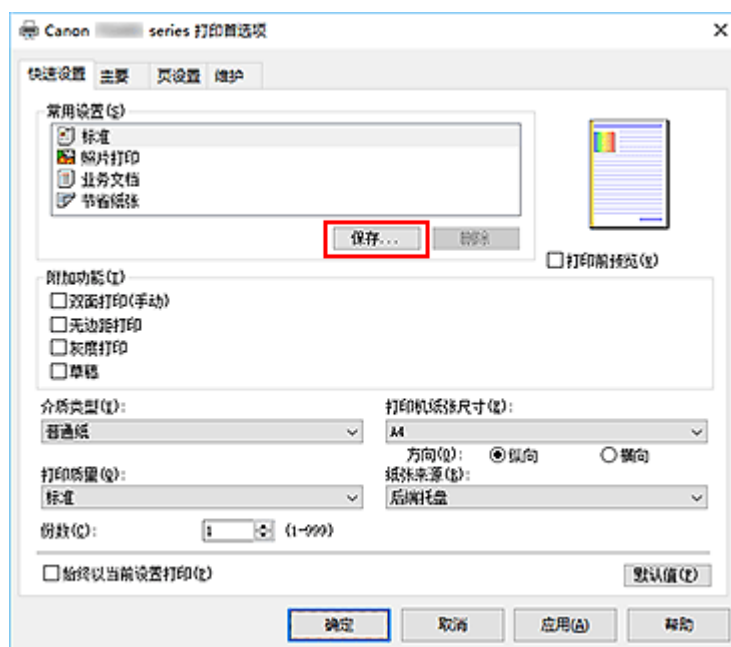 Canon series 打印首选项
快速设置 主要 页设置 维护
常用设置(S)
标准
照片打印
业务文档
节省纸张
保存... 删除
打印前预览(V)
附加功能(I)
双面打印(手动)
无边距打印
灰度打印
草稿
介质类型(Y):
普通纸
打印机纸张尺寸(Z):
A4
方向(O): 纵向 横向
打印质量(Q):
标准
纸张来源(B):
后端托盘
份数(C): 1 (1-999)
始终以当前设置打印(P)
默认值(F)
确定 取消 应用(A) 帮助